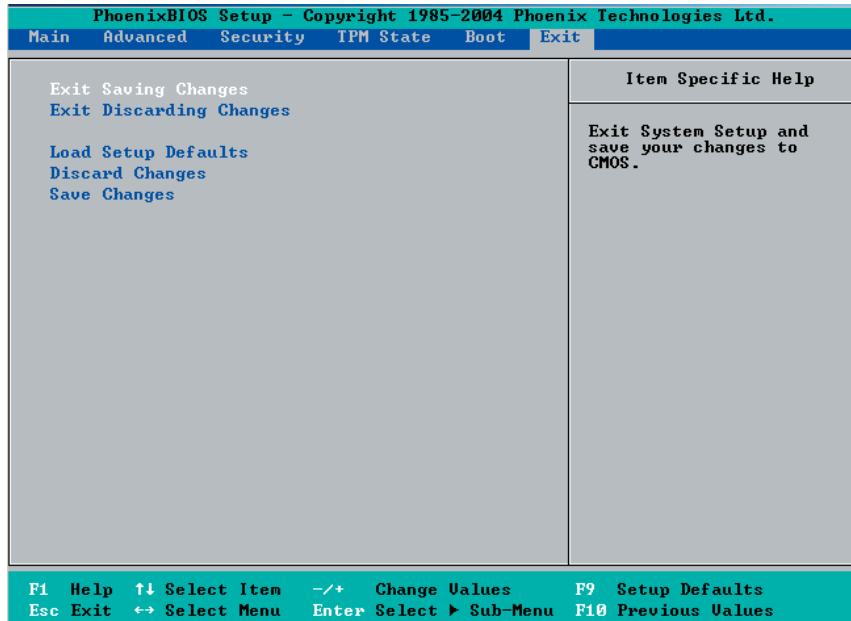 PhoenixBIOS Setup - Copyright 1985-2004 Phoenix Technologies Ltd.
Main Advanced Security TPM State Boot Exit
Exit Saving Changes
Exit Discarding Changes
Load Setup Defaults
Discard Changes
Save Changes
Item Specific Help
Exit System Setup and
save your changes to
CMOS.
F1 Help ↑↓ Select Item -/+ Change Values F9 Setup Defaults
Esc Exit ↔ Select Menu Enter Select ▶ Sub-Menu F10 Previous Values